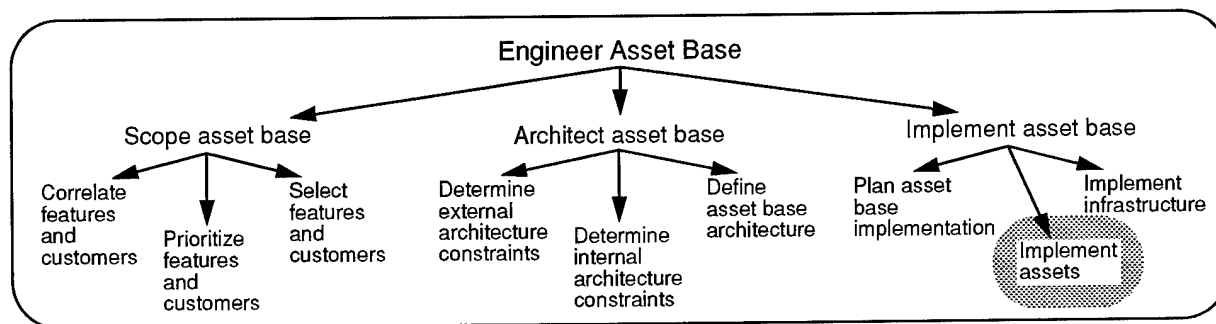 Engineer Asset Base
Scope asset base
Architect asset base
Implement asset base
Correlate
features
and
customers
Prioritize
features
and
customers
Select
features
and
customers
Determine
external
architecture
constraints
Determine
internal
architecture
constraints
Define
asset base
architecture
Plan asset
base
implementation
Implement
assets
Implement
infrastructure